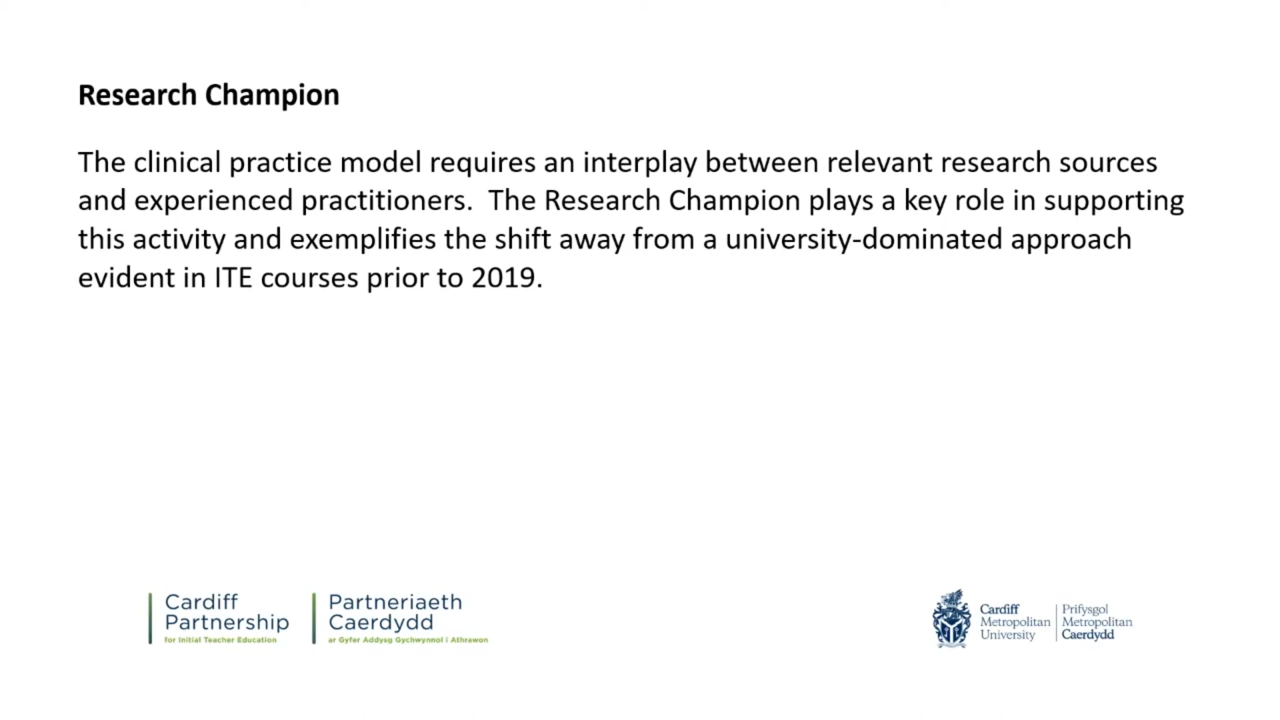 Research Champion
The clinical practice model requires an interplay between relevant research sources
and experienced practitioners.  The Research Champion plays a key role in supporting
this activity and exemplifies the shift away from a university-dominated approach
evident in ITE courses prior to 2019.
Cardiff
Partnership
for Initial Teacher Education
Partneriaeth
Caerdydd
ar Gyfer Addysg Gychwynnol i Athrawon
Cardiff
Metropolitan
University
Prifysgol
Metropolitan
Caerdydd